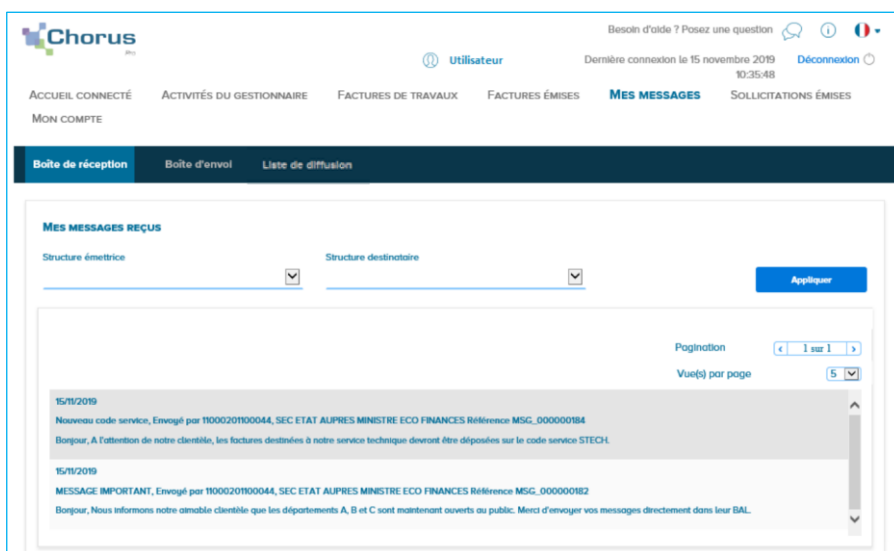 Chorus
Pro
Besoin d'aide ? Posez une question
Utilisateur
Dernière connexion le 15 novembre 2019
10:35:48
Déconnexion
ACCUEIL CONNECTÉ
ACTIVITÉS DU GESTIONNAIRE
FACTURES DE TRAVAUX
FACTURES ÉMISES
MES MESSAGES
SOLLICITATIONS ÉMISES
MON COMPTE
Boîte de réception
Boîte d'envoi
Liste de diffusion
MES MESSAGES REÇUS
Structure émettrice
Structure destinataire
Appliquer
Pagination
1 sur 1
Vue(s) par page
5
15/11/2019
Nouveau code service, Envoyé par 11000201100044, SEC ETAT AUPRES MINISTRE ECO FINANCES Référence MSG_000000184
Bonjour, A l'attention de notre clientèle, les factures destinées à notre service technique devront être déposées sur le code service STECH.
15/11/2019
MESSAGE IMPORTANT, Envoyé par 11000201100044, SEC ETAT AUPRES MINISTRE ECO FINANCES Référence MSG_000000182
Bonjour, Nous informons notre aimable clientèle que les départements A, B et C sont maintenant ouverts au public. Merci d'envoyer vos messages directement dans leur BAL.